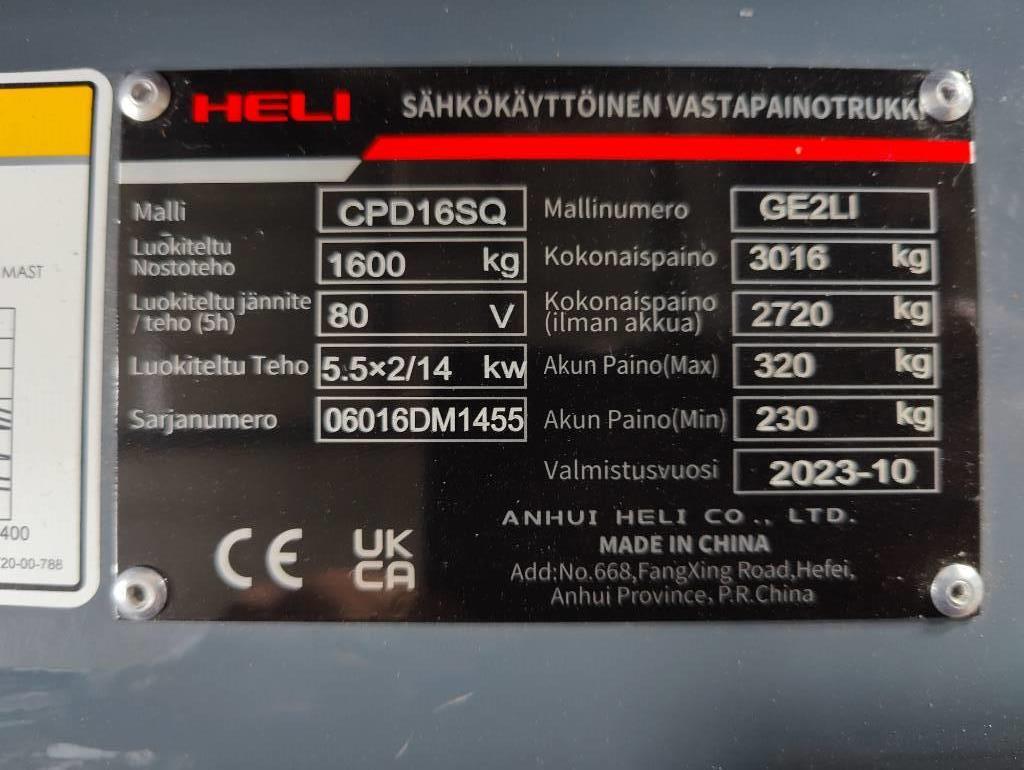 HELI SÄHKÖKÄYTTÖINEN VASTAPAINOTRUKKI
Malli CPD16SQ Mallinumero GE2LI
Luokiteltu
Nostoteho 1600 kg Kokonaispaino 3016 kg
Luokiteltu jännite
/ teho (5h) 80 V Kokonaispaino
(ilman akkua) 2720 kg
Luokiteltu Teho 5.5×2/14 kw Akun Paino(Max) 320 kg
Sarjanumero 06016DM1455 Akun Paino(Min) 230 kg
Valmistusvuosi 2023-10
ANHUI HELI CO., LTD.
MADE IN CHINA
Add:No.668,FangXing Road,Hefei,
Anhui Province, P.R.China
CE UK
CA
MAST
400
20-00-788